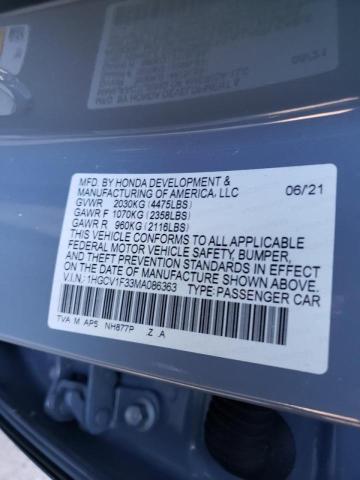 MFD. BY HONDA DEVELOPMENT &
MANUFACTURING OF AMERICA, LLC 06/21
GVWR 2030KG (4475LBS)
GAWR F 1070KG (2358LBS)
GAWR R 960KG (2116LBS)
THIS VEHICLE CONFORMS TO ALL APPLICABLE
FEDERAL MOTOR VEHICLE SAFETY, BUMPER,
AND THEFT PREVENTION STANDARDS IN EFFECT
ON THE DATE OF MANUFACTURE SHOWN ABOVE.
V.I.N.: 1HGCV1F33MA086363 TYPE: PASSENGER CAR
TVA M AP5 NH877P .Z .A